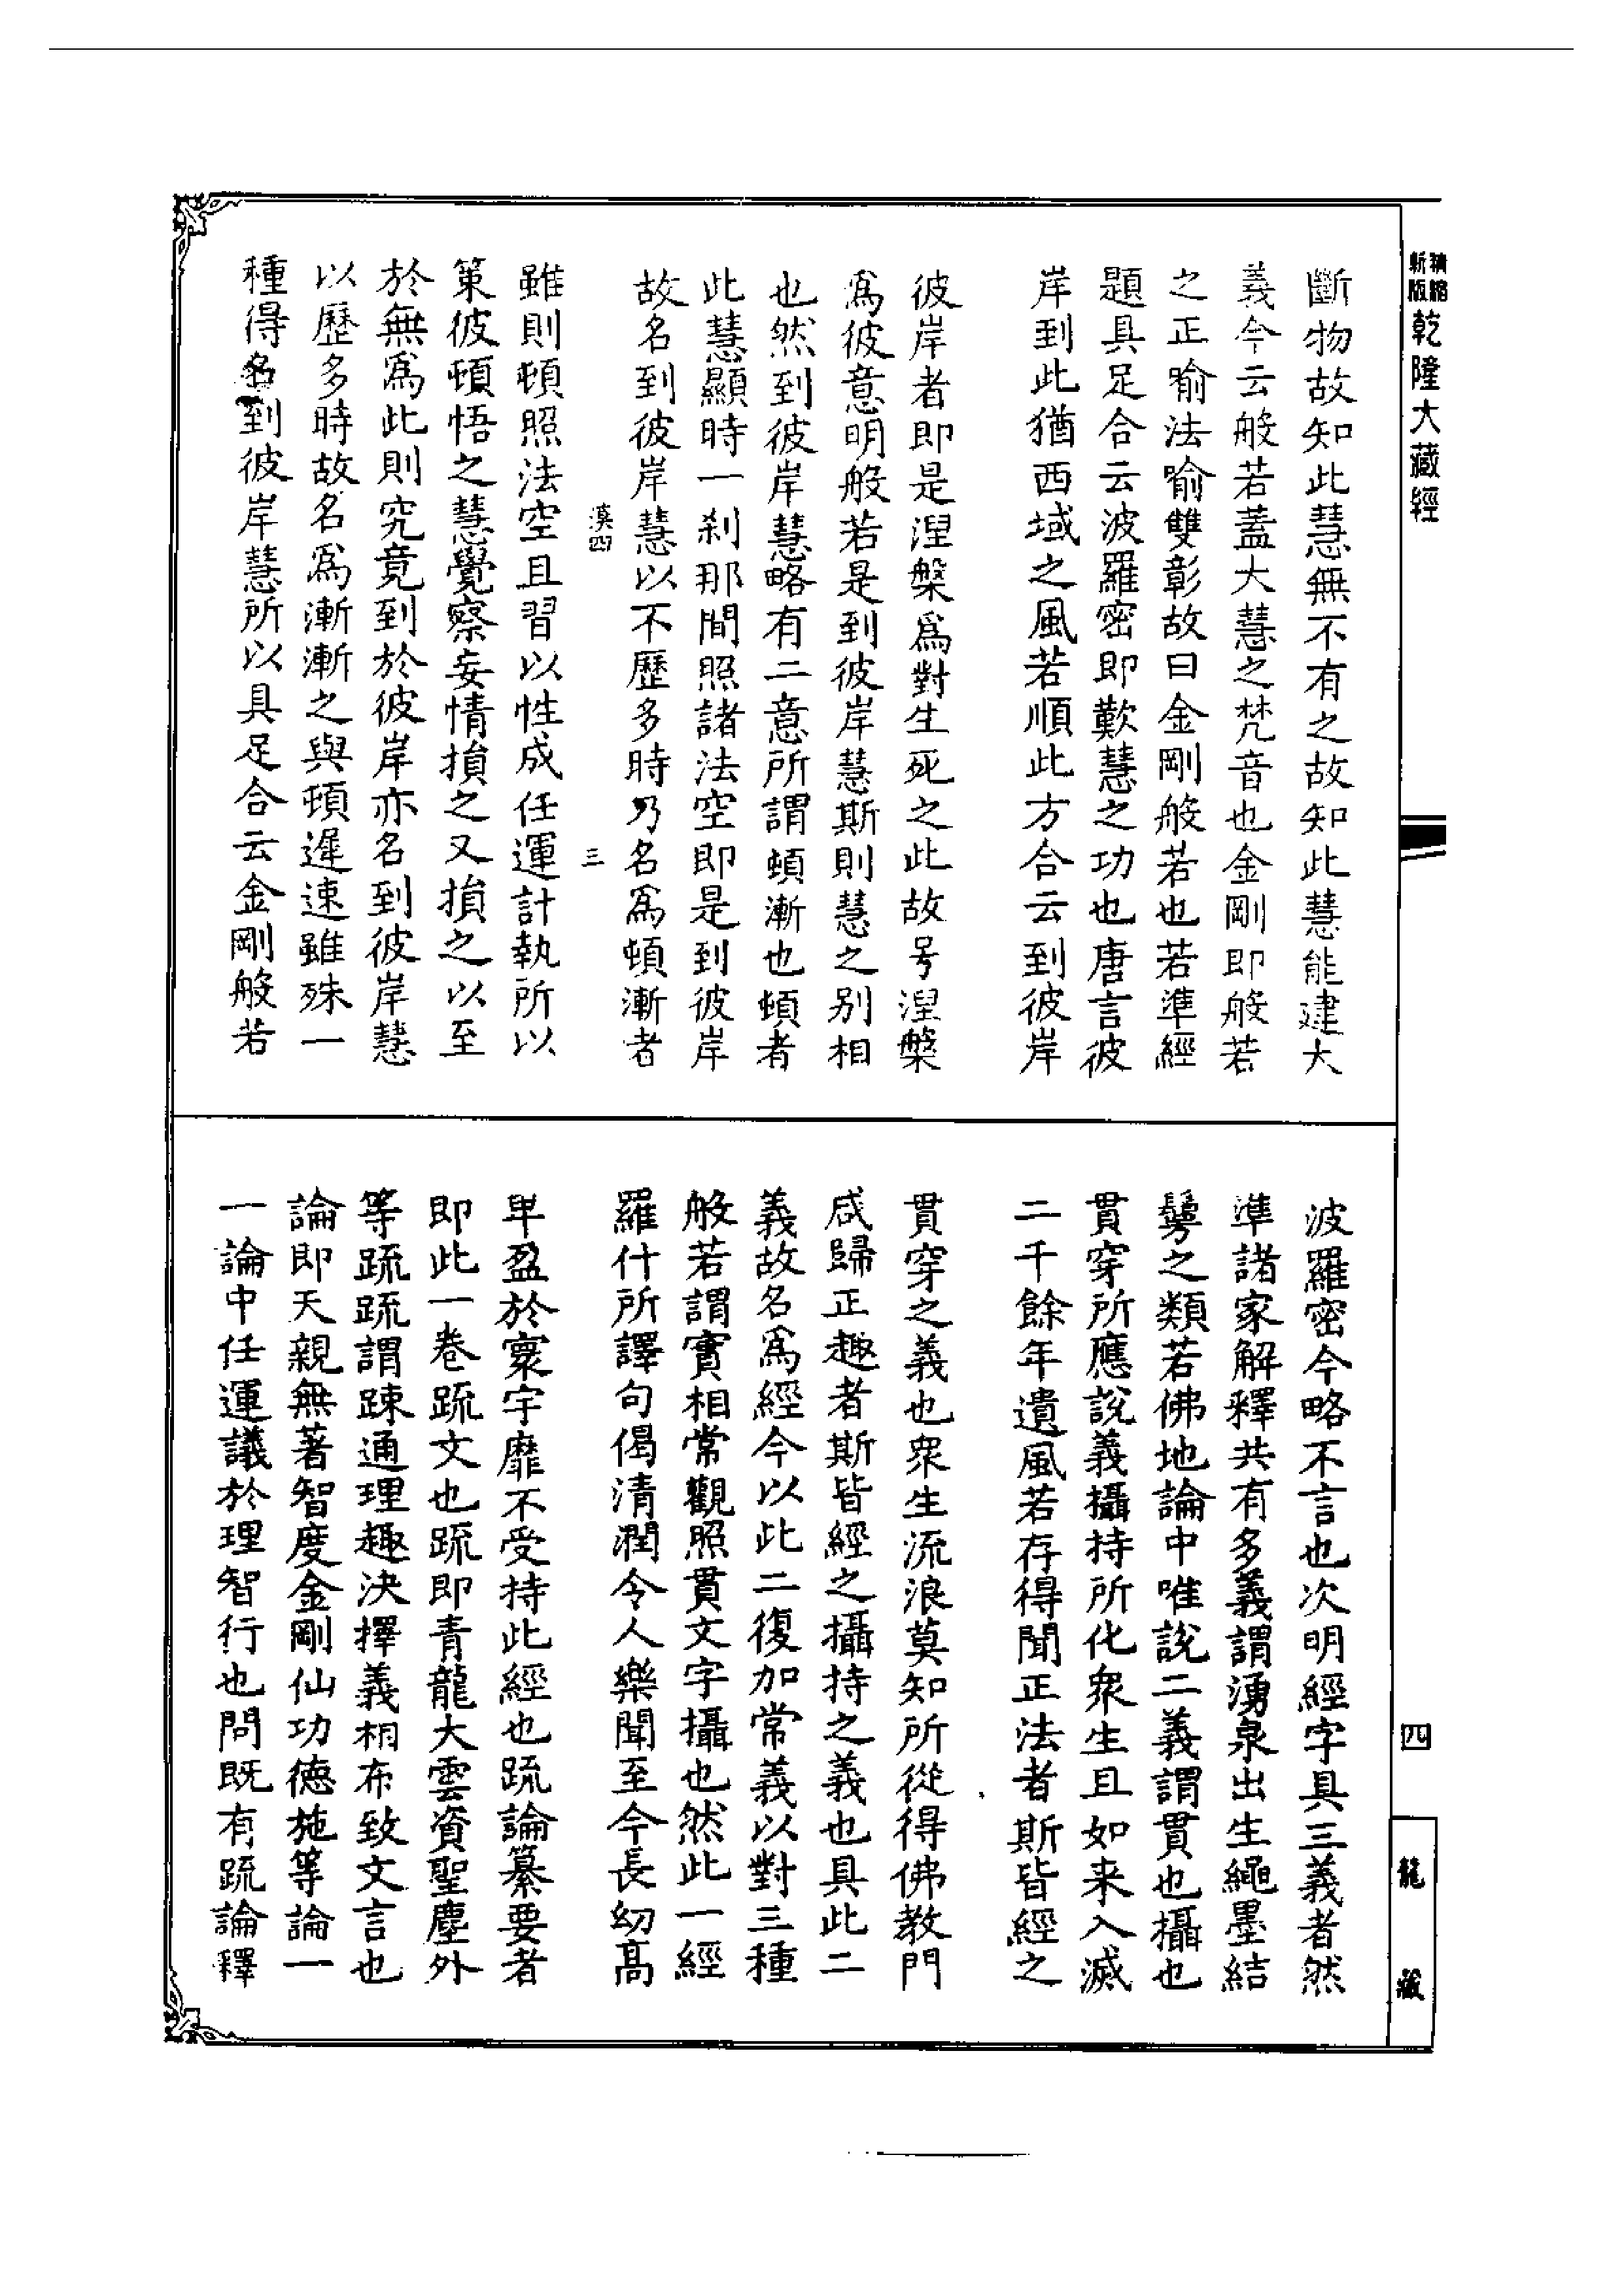 精縮新版乾隆大藏經
斷物故知此慧無不有之故知此慧能建大
義今云般若蓋大慧之梵音也金剛即般若
之正喻法喻雙彰故曰金剛般若也若準經
題具足合云波羅密即歎慧之功也唐言彼
岸到此猶西域之風若順此方合云到彼岸
彼岸者即是涅槃為對生死之此故号涅槃
為彼意明般若是到彼岸慧斯則慧之別相
也然到彼岸慧略有二意所謂頓漸也頓者
此慧顯時一剎那間照諸法空即是到彼岸
故名到彼岸慧以不歷多時乃名為頓漸者
漠四
三
雖則頓照法空且習以性成任運計執所以
策彼頓悟之慧覺察妄情損之又損之以至
於無為此則究竟到於彼岸亦名到彼岸慧
以歷多時故名為漸漸之與頓遲速雖殊一
種得名到彼岸慧所以具足合云金剛般若
波羅密今略不言也次明經字具三義者然
準諸家解釋共有多義謂湧泉出生繩墨結
鬘之類若佛地論中唯說二義謂貫也攝也
貫穿所應說義攝持所化眾生且如来入滅
二千餘年遺風若存得聞正法者斯皆經之
貫穿之義也眾生流浪莫知所從得佛教門
咸歸正趣者斯皆經之攝持之義也具此二
義故名為經今以此二復加常義以對三種
般若謂實相常觀照貫文字攝也然此一經
羅什所譯句偈清潤令人樂聞至今長幼高
早盈於寰宇靡不受持此經也疏論纂要者
即此一卷疏文也疏即青龍大雲資聖塵外
等疏疏謂踈通理趣決擇義相布致文言也
論即天親無著智度金剛仙功德施等論一
一論中任運議於理智行也問既有疏論釋
四
龍藏